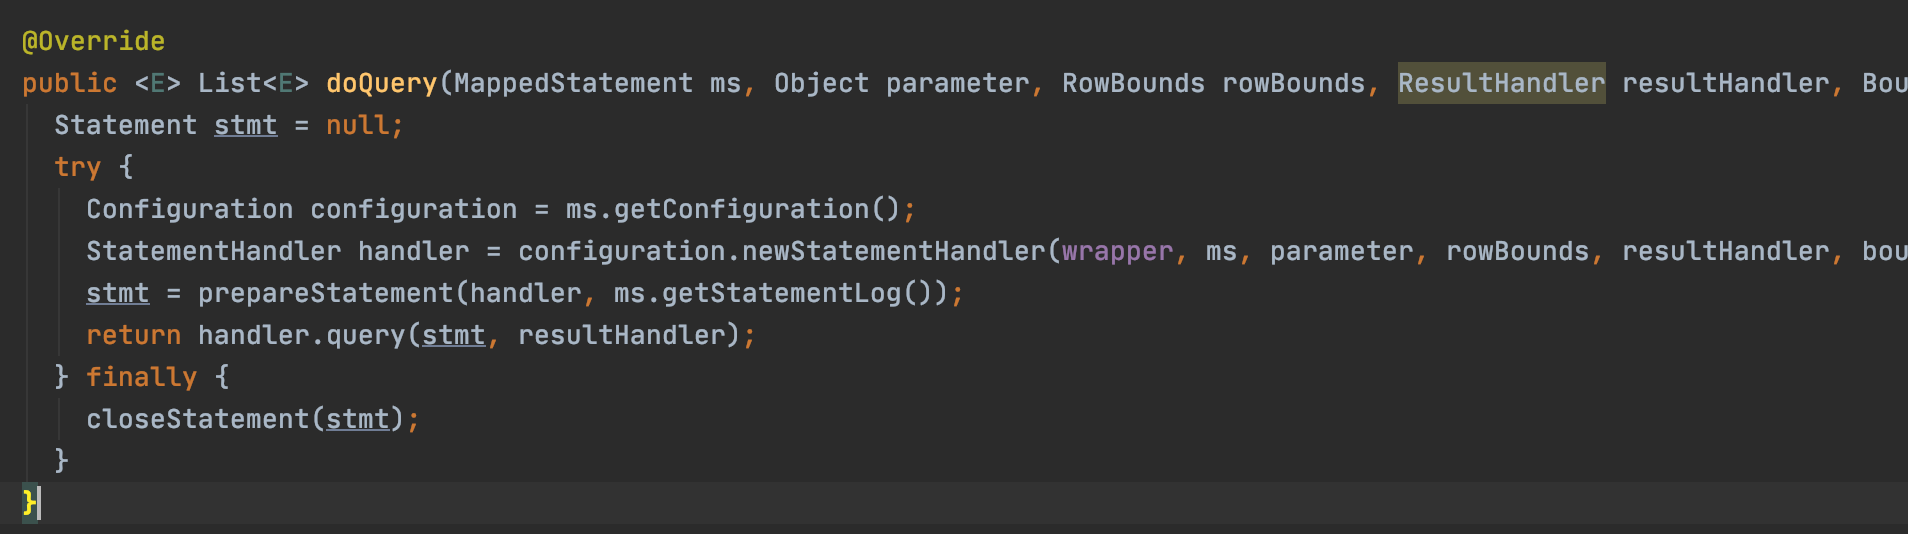 @Override
public <E> List<E> doQuery(MappedStatement ms, Object parameter, RowBounds rowBounds, ResultHandler resultHandler, Bou
Statement stmt = null;
try {
Configuration configuration = ms.getConfiguration();
StatementHandler handler = configuration.newStatementHandler(wrapper, ms, parameter, rowBounds, resultHandler, bou
stmt = prepareStatement(handler, ms.getStatementLog());
return handler.query(stmt, resultHandler);
} finally {
closeStatement(stmt);
}
}